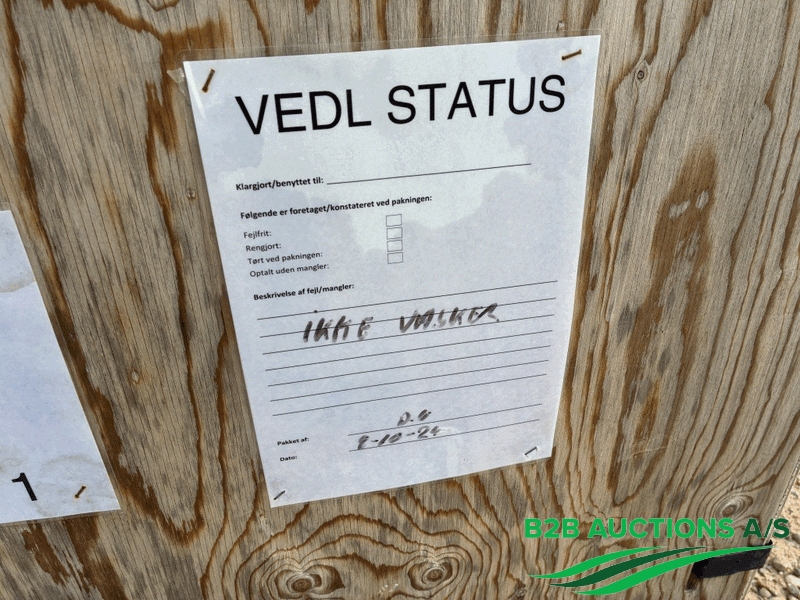 VEDL STATUS
Klargjort/benyttet til:
Følgende er foretaget/konstateret ved pakningen:
Fejlfrit:
Rengjort:
Tørt ved pakningen:
Optalt uden mangler:
Beskrivelse af fejl/mangler:
IKKE VASKER
Pakket af:
Dato: 9-10-24
1
B2B AUCTIONS A/S